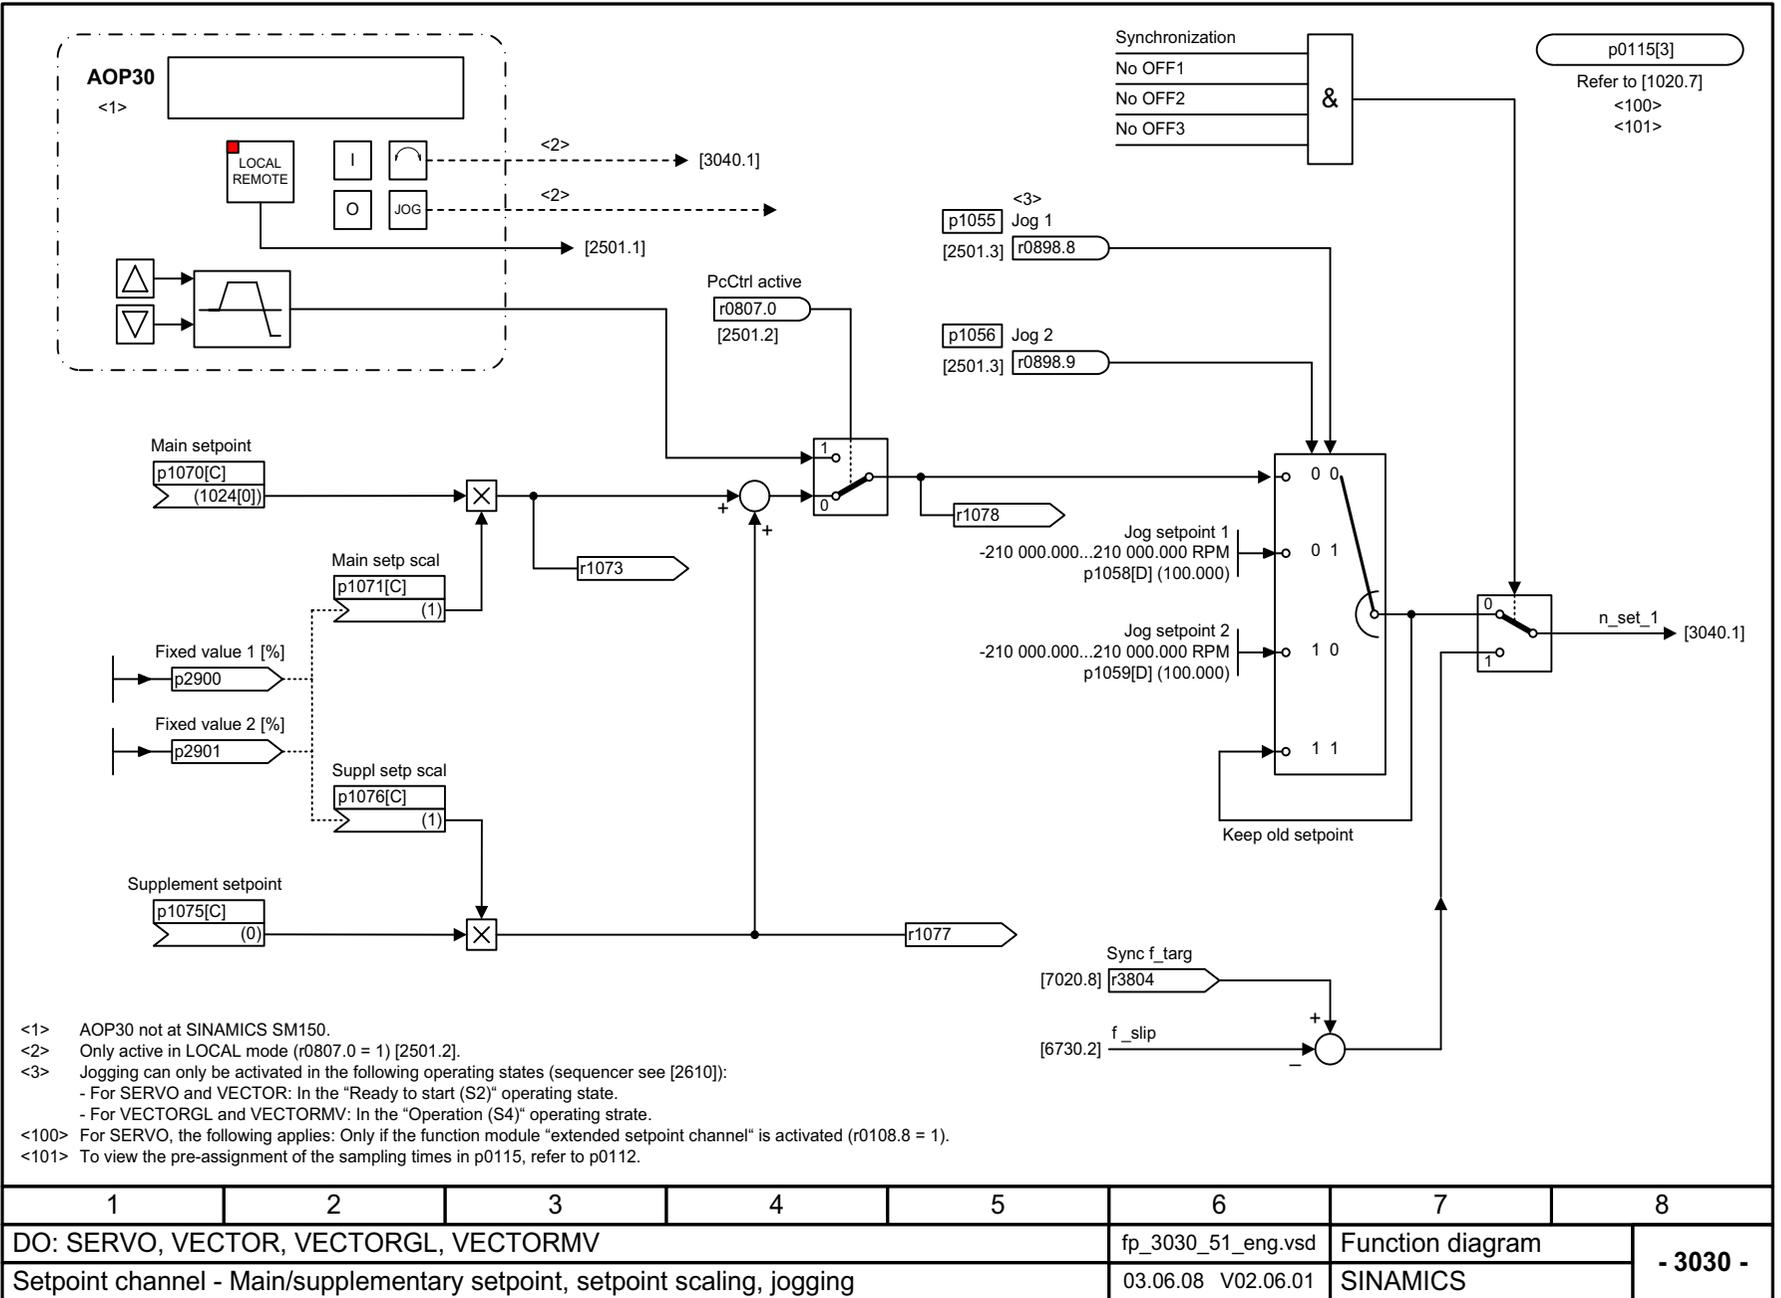 AOP30
<1>
LOCAL
REMOTE
I
O
JOG
<2>
[3040.1]
<2>
[2501.1]
Synchronization
No OFF1
No OFF2
No OFF3
&
p0115[3]
Refer to [1020.7]
<100>
<101>
<3>
p1055 Jog 1
[2501.3] r0898.8
PcCtrl active
r0807.0
[2501.2]
p1056 Jog 2
[2501.3] r0898.9
Main setpoint
p1070[C]
(1024[0])
1
0
+
+
r1078
r1073
Main setp scal
p1071[C]
(1)
0 0
Jog setpoint 1
-210 000.000...210 000.000 RPM
p1058[D] (100.000)
0 1
Jog setpoint 2
-210 000.000...210 000.000 RPM
p1059[D] (100.000)
1 0
1 1
Keep old setpoint
0
1
n_set_1
[3040.1]
Fixed value 1 [%]
p2900
Fixed value 2 [%]
p2901
Suppl setp scal
p1076[C]
(1)
Supplement setpoint
p1075[C]
(0)
r1077
Sync f_targ
[7020.8] r3804
+
f _slip
[6730.2]
–
<1> AOP30 not at SINAMICS SM150.
<2> Only active in LOCAL mode (r0807.0 = 1) [2501.2].
<3> Jogging can only be activated in the following operating states (sequencer see [2610]):
- For SERVO and VECTOR: In the “Ready to start (S2)“ operating state.
- For VECTORGL and VECTORMV: In the “Operation (S4)“ operating strate.
<100> For SERVO, the following applies: Only if the function module “extended setpoint channel“ is activated (r0108.8 = 1).
<101> To view the pre-assignment of the sampling times in p0115, refer to p0112.
1 2 3 4 5 6 7 8
DO: SERVO, VECTOR, VECTORGL, VECTORMV
fp_3030_51_eng.vsd
Function diagram
- 3030 -
Setpoint channel - Main/supplementary setpoint, setpoint scaling, jogging
03.06.08 V02.06.01
SINAMICS